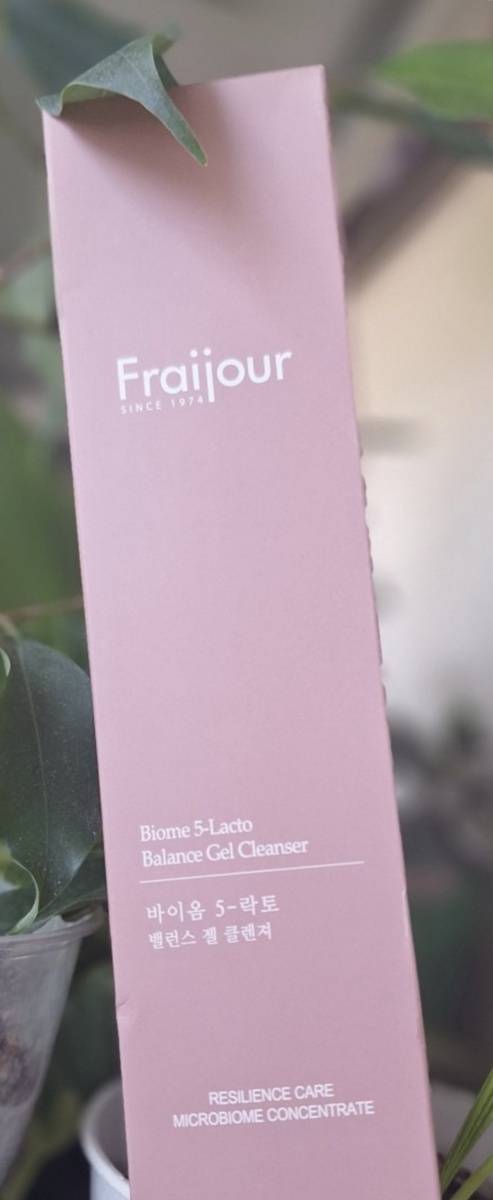 Fraijour
SINCE 1974
Biome 5-Lacto
Balance Gel Cleanser
바이옴 5-락토
밸런스 젤 클렌져
RESILIENCE CARE
MICROBIOME CONCENTRATE